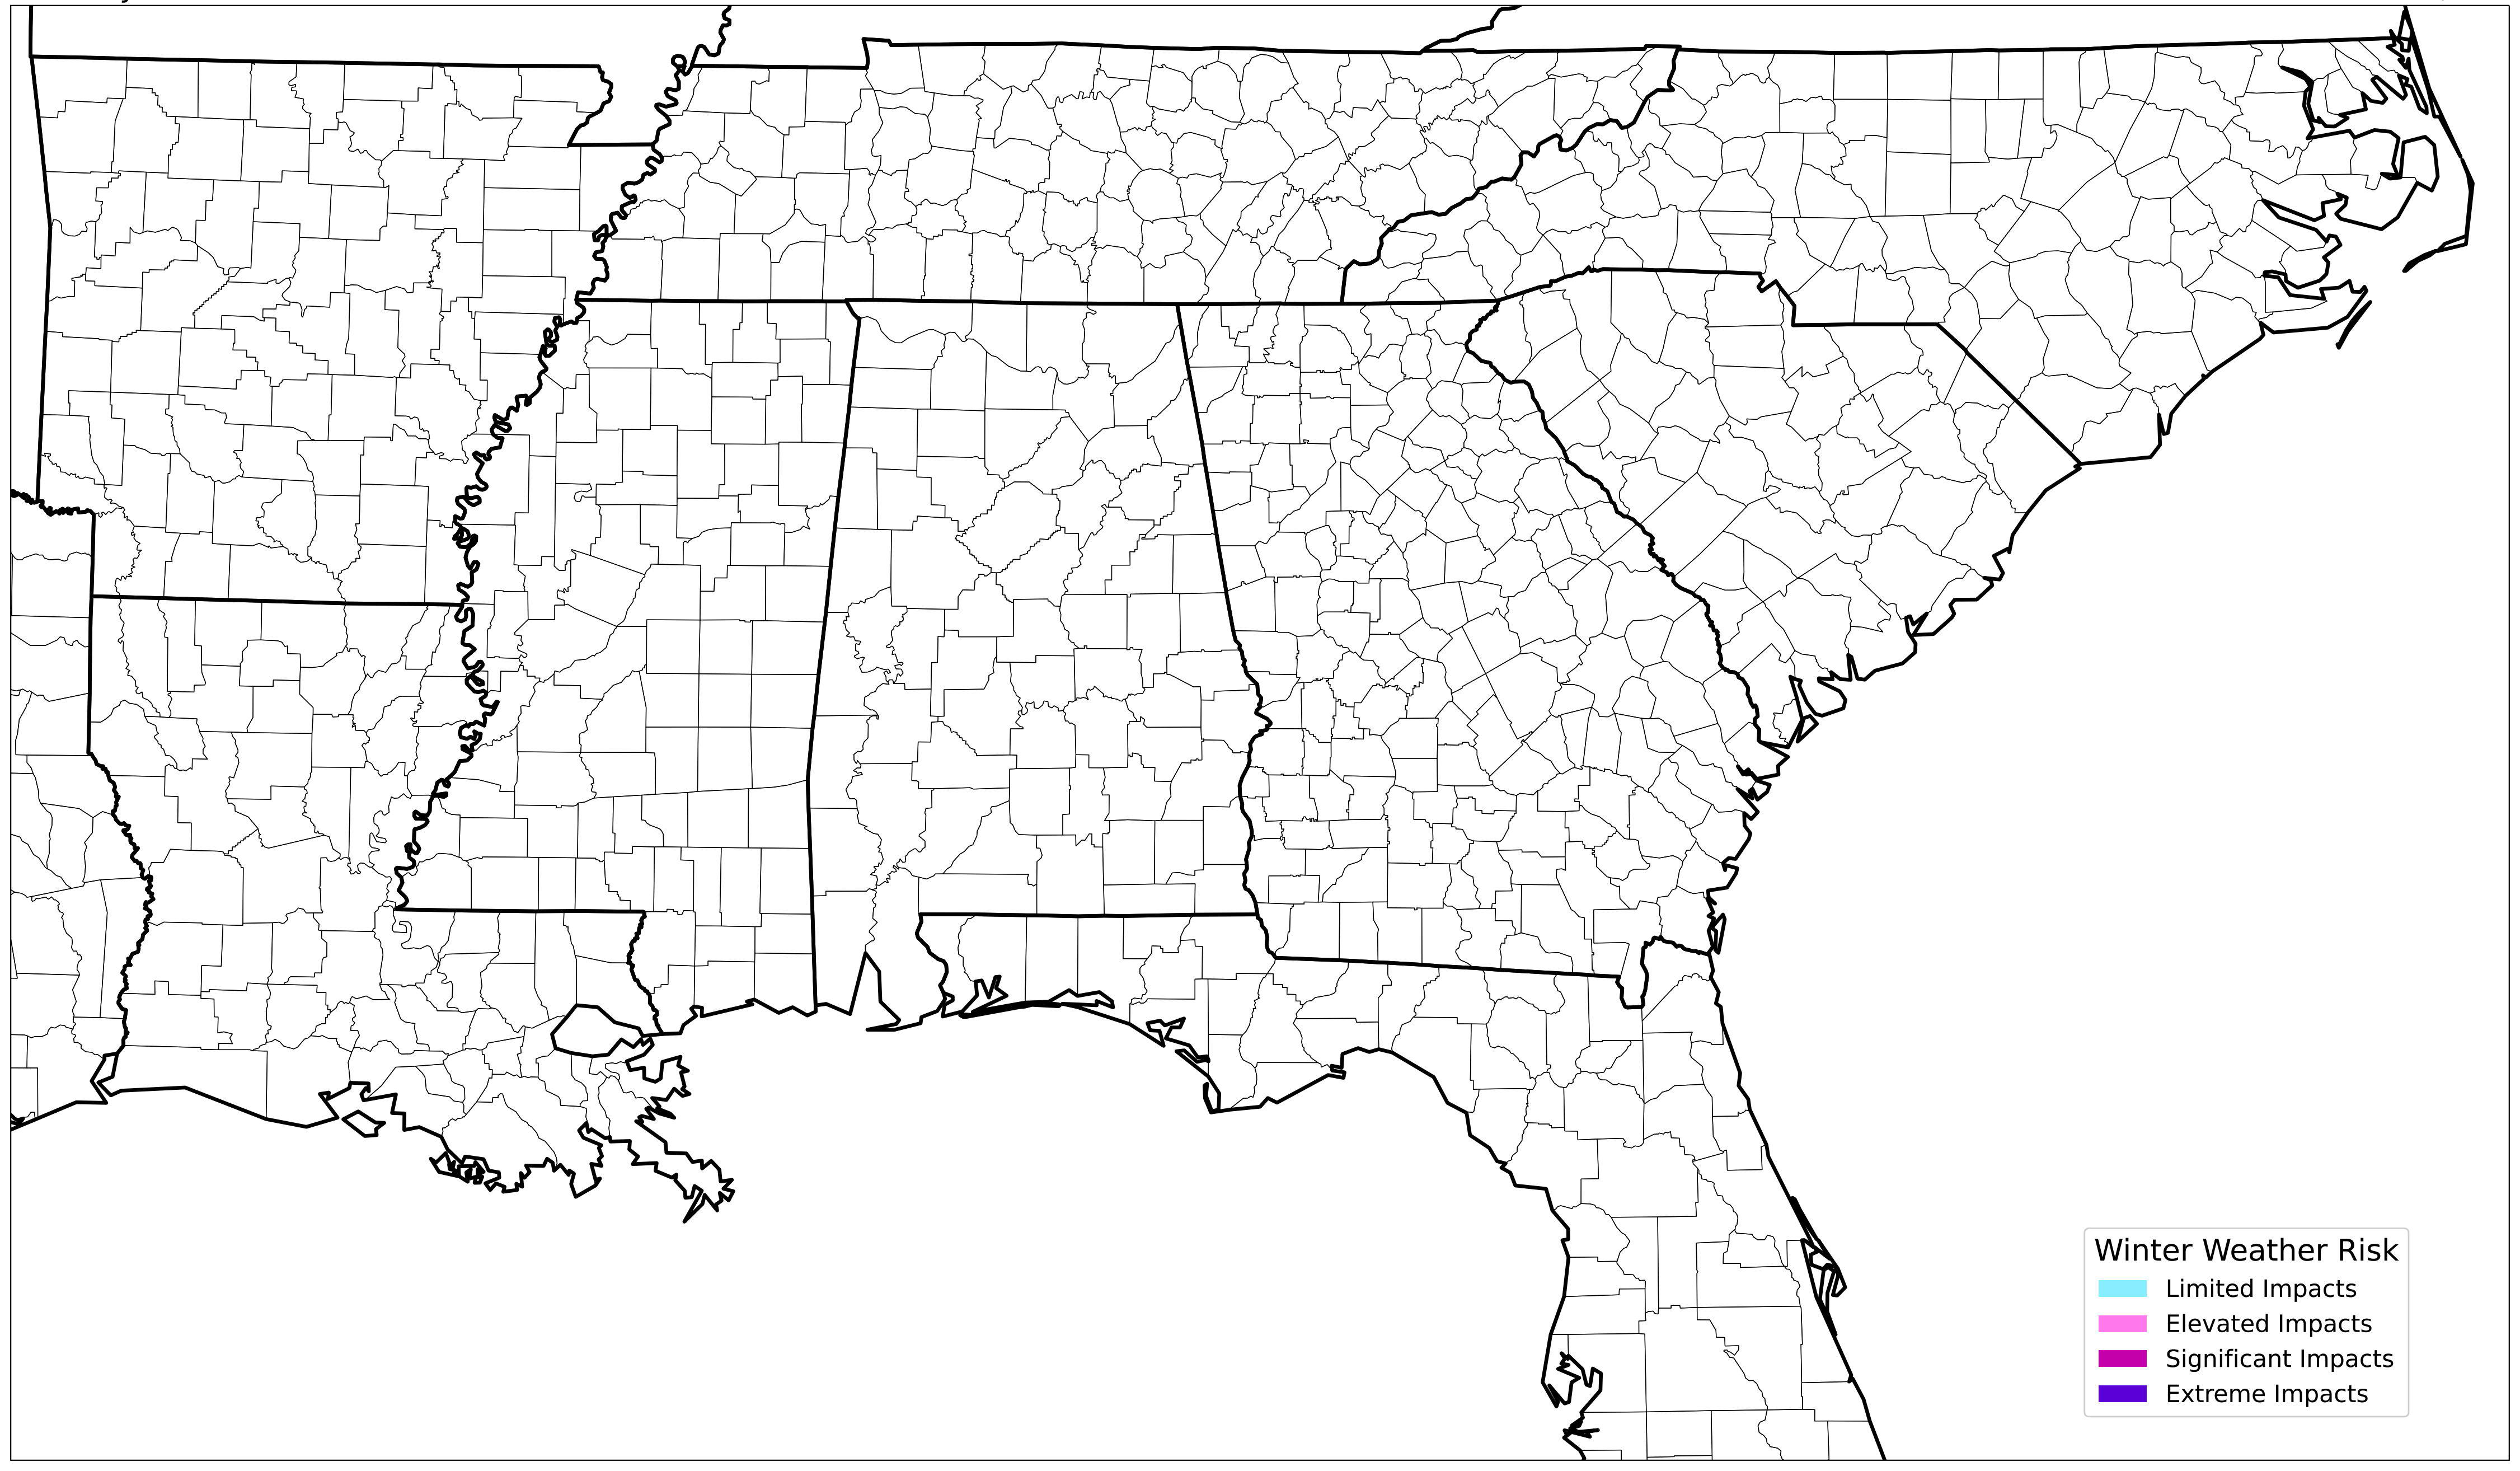 Winter Weather Risk
Limited Impacts
Elevated Impacts
Significant Impacts
Extreme Impacts